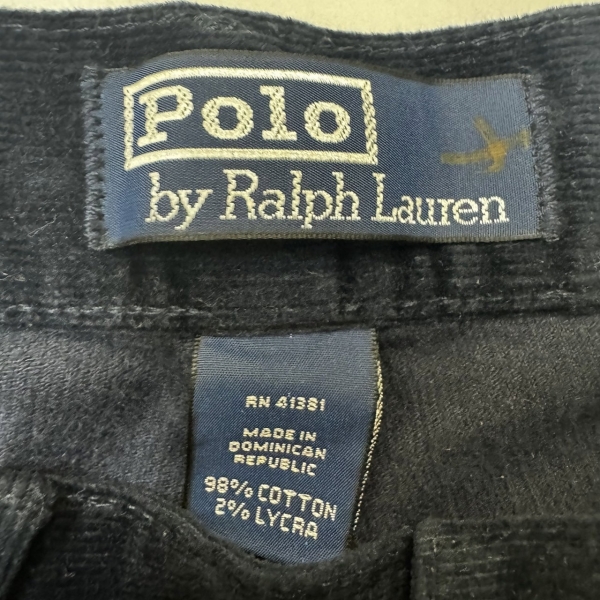 Polo
by Ralph Lauren
RN 41381
MADE IN
DOMINICAN
REPUBLIC
98% COTTON
2% LYCRA